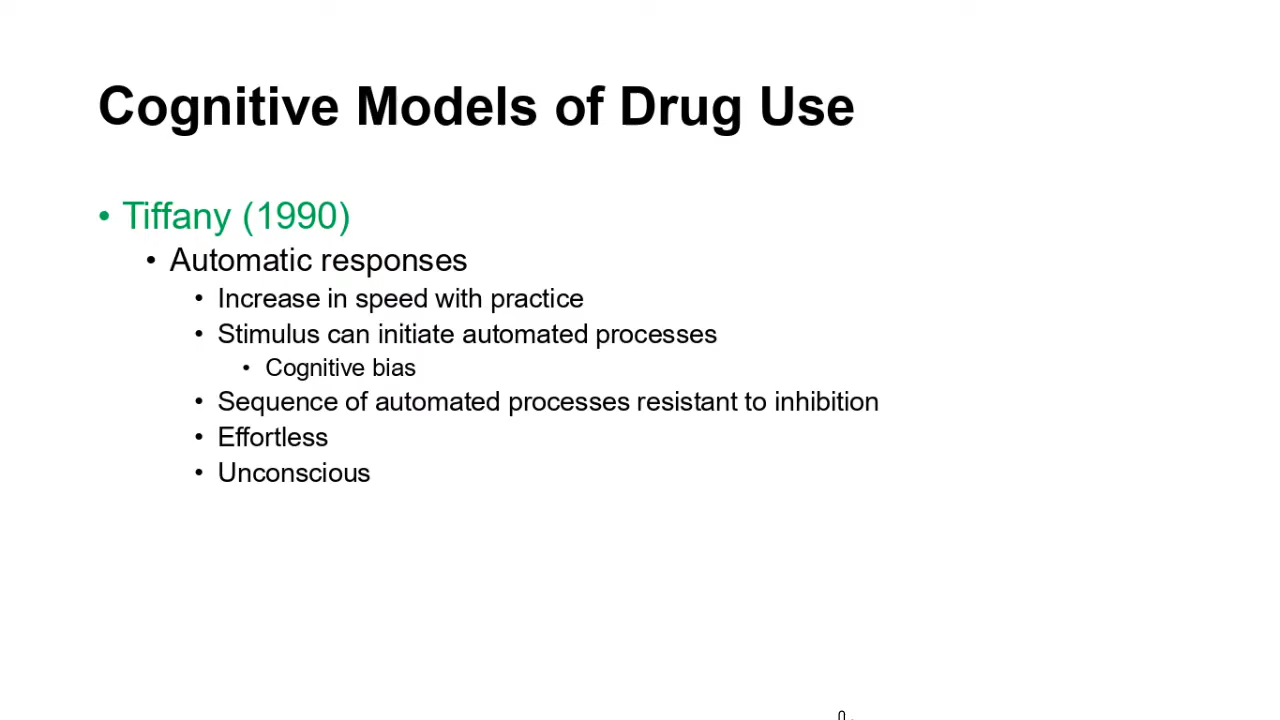 Cognitive Models of Drug Use
• Tiffany (1990)
• Automatic responses
• Increase in speed with practice
• Stimulus can initiate automated processes
• Cognitive bias
• Sequence of automated processes resistant to inhibition
• Effortless
• Unconscious